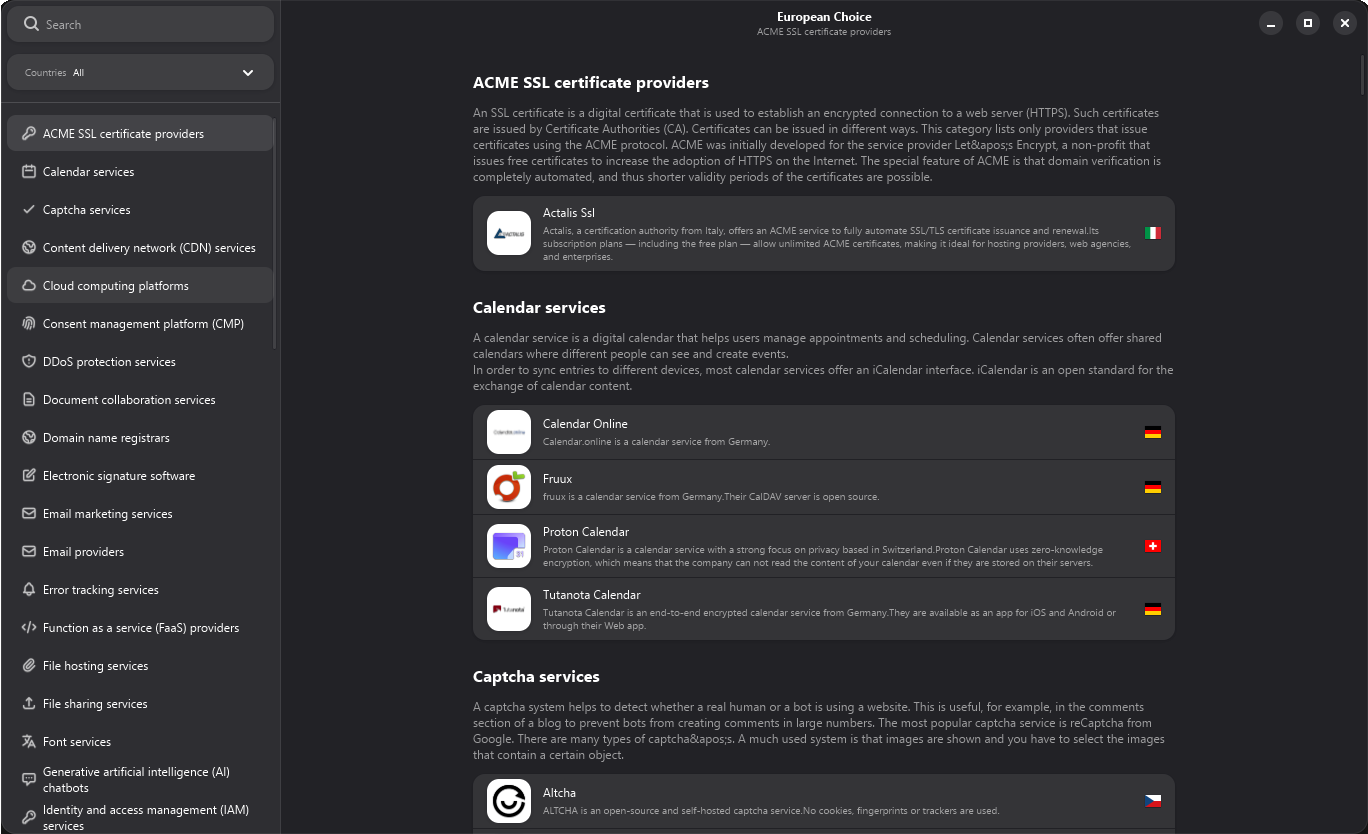 Search
Countries All
ACME SSL certificate providers
Calendar services
Captcha services
Content delivery network (CDN) services
Cloud computing platforms
Consent management platform (CMP)
DDoS protection services
Document collaboration services
Domain name registrars
Electronic signature software
Email marketing services
Email providers
Error tracking services
Function as a service (FaaS) providers
File hosting services
File sharing services
Font services
Generative artificial intelligence (AI)
chatbots
Identity and access management (IAM)
services
European Choice
ACME SSL certificate providers
ACME SSL certificate providers
An SSL certificate is a digital certificate that is used to establish an encrypted connection to a web server (HTTPS). Such certificates
are issued by Certificate Authorities (CA). Certificates can be issued in different ways. This category lists only providers that issue
certificates using the ACME protocol. ACME was initially developed for the service provider Let&apos;s Encrypt, a non-profit that
issues free certificates to increase the adoption of HTTPS on the Internet. The special feature of ACME is that domain verification is
completely automated, and thus shorter validity periods of the certificates are possible.
ACTALIS
Actalis Ssl
Actalis, a certification authority from Italy, offers an ACME service to fully automate SSL/TLS certificate issuance and renewal.Its
subscription plans — including the free plan — allow unlimited ACME certificates, making it ideal for hosting providers, web agencies,
and enterprises.
Calendar services
A calendar service is a digital calendar that helps users manage appointments and scheduling. Calendar services often offer shared
calendars where different people can see and create events.
In order to sync entries to different devices, most calendar services offer an iCalendar interface. iCalendar is an open standard for the
exchange of calendar content.
Calendar.online
Calendar Online
Calendar.online is a calendar service from Germany.
Fruux
fruux is a calendar service from Germany.Their CalDAV server is open source.
31
Proton Calendar
Proton Calendar is a calendar service with a strong focus on privacy based in Switzerland.Proton Calendar uses zero-knowledge
encryption, which means that the company can not read the content of your calendar even if they are stored on their servers.
Tutanota
Tutanota Calendar
Tutanota Calendar is an end-to-end encrypted calendar service from Germany.They are available as an app for iOS and Android or
through their Web app.
Captcha services
A captcha system helps to detect whether a real human or a bot is using a website. This is useful, for example, in the comments
section of a blog to prevent bots from creating comments in large numbers. The most popular captcha service is reCaptcha from
Google. There are many types of captcha&apos;s. A much used system is that images are shown and you have to select the images
that contain a certain object.
Altcha
ALTCHA is an open-source and self-hosted captcha service.No cookies, fingerprints or trackers are used.